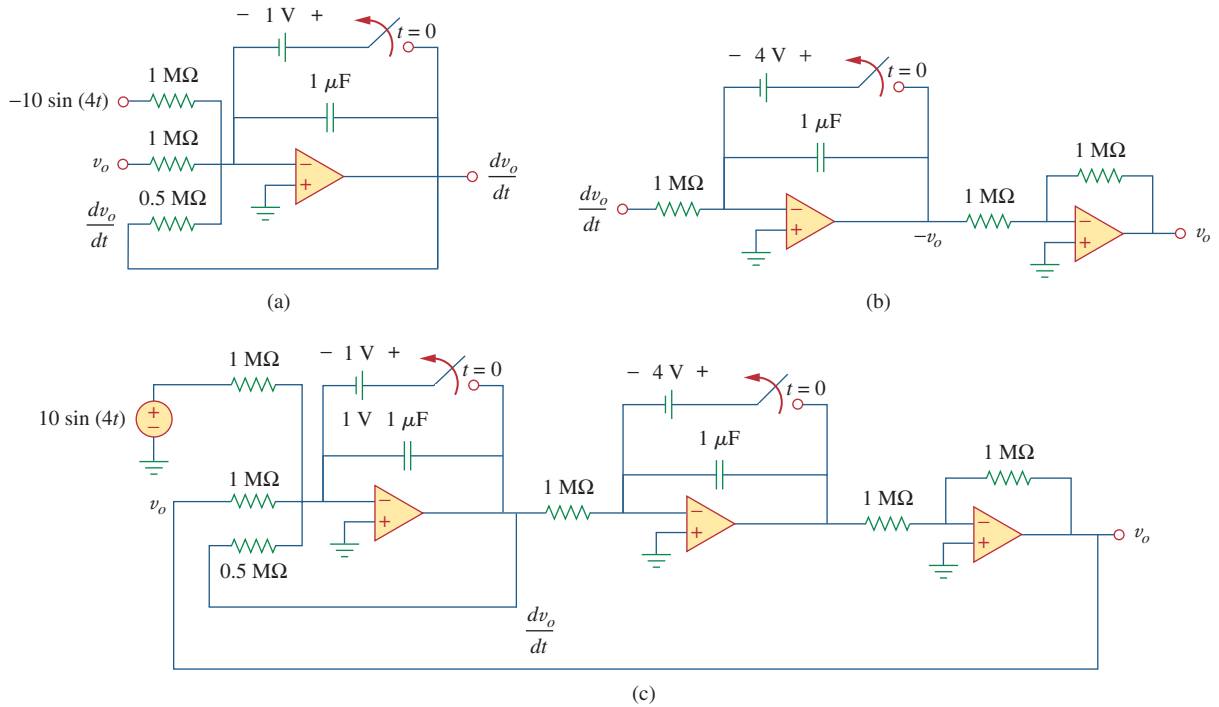 − 1 V +
t = 0
1 MΩ
1 μF
−10 sin (4t)
1 MΩ
v_o
− +
0.5 MΩ
dv_o
dt
dv_o
dt
(a)
− 4 V +
t = 0
1 μF
1 MΩ
dv_o
dt
− +
−v_o
1 MΩ
1 MΩ
− +
v_o
(b)
1 MΩ
+ −
10 sin (4t)
− 1 V +
t = 0
1 V 1 μF
1 MΩ
v_o
− +
0.5 MΩ
dv_o
dt
1 MΩ
− 4 V +
t = 0
1 μF
− +
1 MΩ
1 MΩ
− +
v_o
(c)